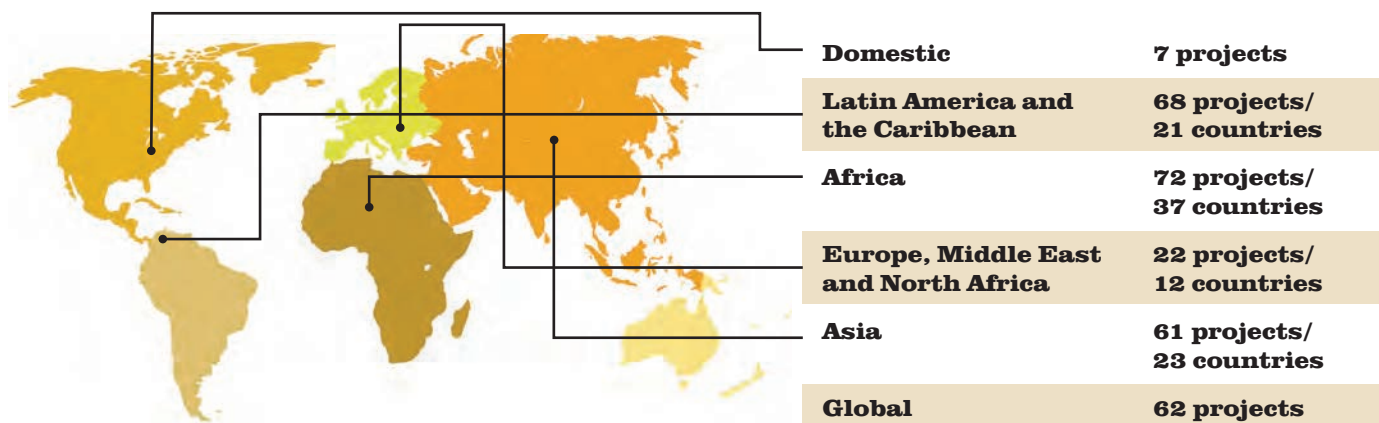 Domestic 7 projects
Latin America and 68 projects/
the Caribbean 21 countries
Africa 72 projects/
37 countries
Europe, Middle East 22 projects/
and North Africa 12 countries
Asia 61 projects/
23 countries
Global 62 projects